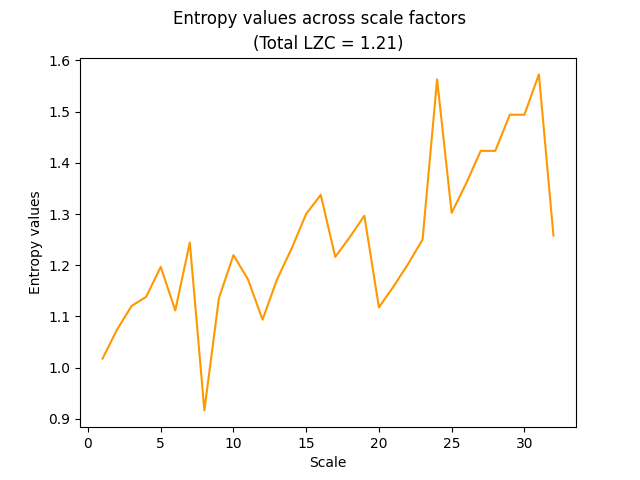 Entropy values across scale factors
(Total LZC = 1.21)
1.6
1.5
1.4
1.3
1.2
1.1
1.0
0.9
Entropy values
0 5 10 15 20 25 30
Scale